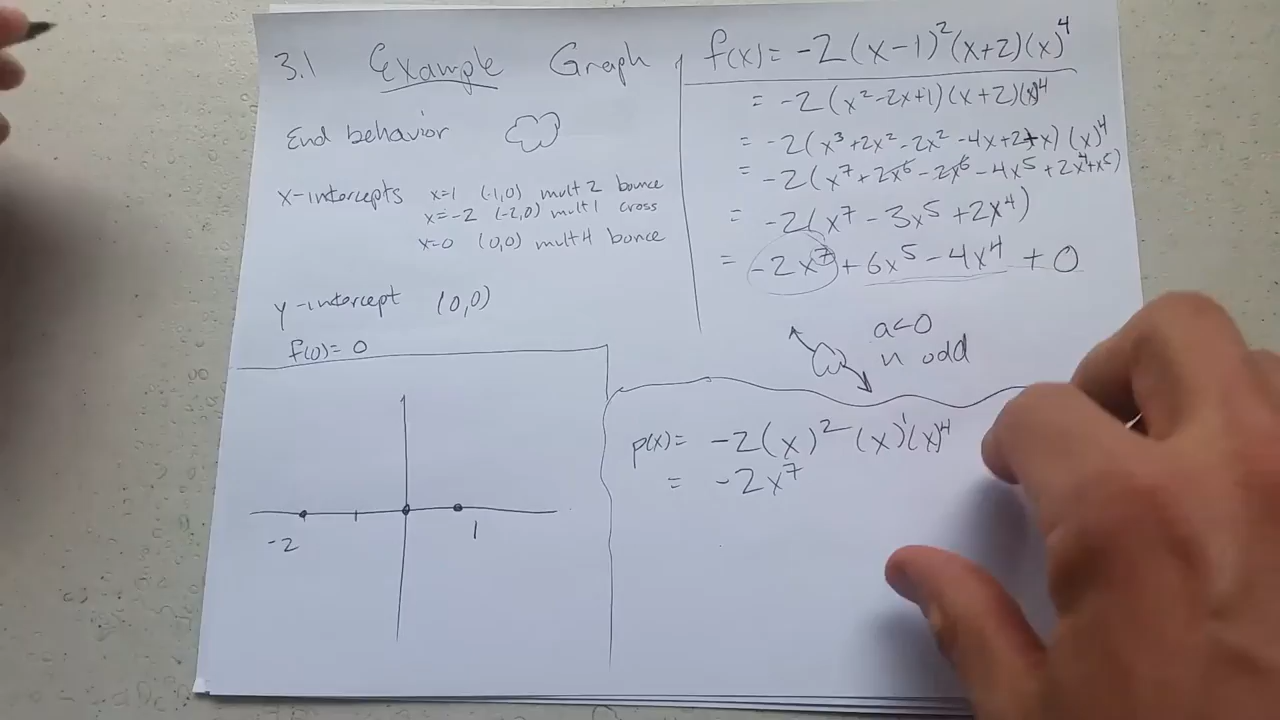 3.1 Example Graph
End behavior
x-intercepts x=1 (-1,0) mult 2 bounce
x=-2 (-2,0) mult 1 cross
x=0 (0,0) mult 4 bonce
y-intercept (0,0)
f(0)= 0
-2 1
f(x)= -2(x-1)²(x+2)(x)⁴
= -2(x²-2x+1)(x+2)(x)⁴
= -2(x³+2x²-2x²-4x+2+x)(x)⁴
= -2(x⁷+2x⁶-2x⁶-4x⁵+2x⁴+x⁵)
= -2(x⁷-3x⁵+2x⁴)
= -2x⁷+6x⁵-4x⁴+0
a<0
n odd
p(x)= -2(x)²(x)¹(x)⁴
= -2x⁷